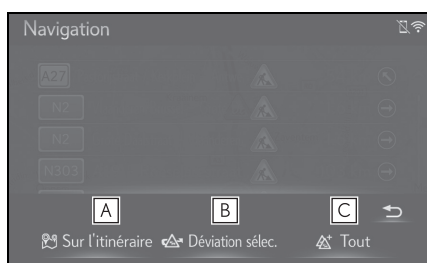 Navigation
A27
N2
N2
N303
A B C
Sur l'itinéraire Déviation sélec. Tout